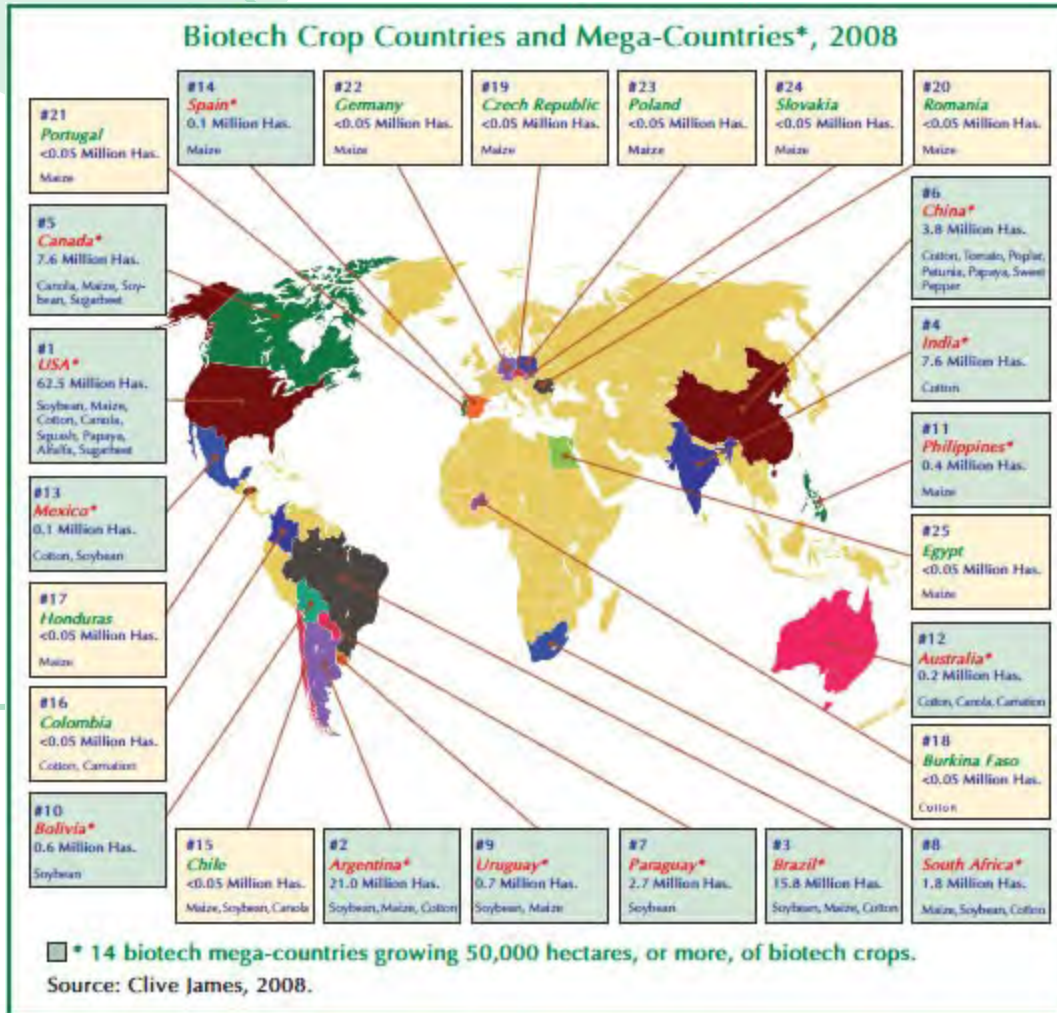 Biotech Crop Countries and Mega-Countries*, 2008
#21
Portugal
<0.05 Million Has.
Maize
#14
Spain*
0.1 Million Has.
Maize
#22
Germany
<0.05 Million Has.
Maize
#19
Czech Republic
<0.05 Million Has.
Maize
#23
Poland
<0.05 Million Has.
Maize
#24
Slovakia
<0.05 Million Has.
Maize
#20
Romania
<0.05 Million Has.
Maize
#5
Canada*
7.6 Million Has.
Canola, Maize, Soy-
bean, Sugarbeet
#1
USA*
62.5 Million Has.
Soybean, Maize,
Cotton, Canola,
Squash, Papaya,
Alfalfa, Sugarbeet
#13
Mexico*
0.1 Million Has.
Cotton, Soybean
#17
Honduras
<0.05 Million Has.
Maize
#16
Colombia
<0.05 Million Has.
Cotton, Carnation
#10
Bolivia*
0.6 Million Has.
Soybean
#6
China*
3.8 Million Has.
Cotton, Tomato, Poplar,
Petunia, Papaya, Sweet
Pepper
#4
India*
7.6 Million Has.
Cotton
#11
Philippines*
0.4 Million Has.
Maize
#25
Egypt
<0.05 Million Has.
Maize
#12
Australia*
0.2 Million Has.
Cotton, Canola, Carnation
#18
Burkina Faso
<0.05 Million Has.
Cotton
#15
Chile
<0.05 Million Has.
Maize, Soybean, Canola
#2
Argentina*
21.0 Million Has.
Soybean, Maize, Cotton
#9
Uruguay*
0.7 Million Has.
Soybean, Maize
#7
Paraguay*
2.7 Million Has.
Soybean
#3
Brazil*
15.8 Million Has.
Soybean, Maize, Cotton
#8
South Africa*
1.8 Million Has.
Maize, Soybean, Cotton
* 14 biotech mega-countries growing 50,000 hectares, or more, of biotech crops.
Source: Clive James, 2008.